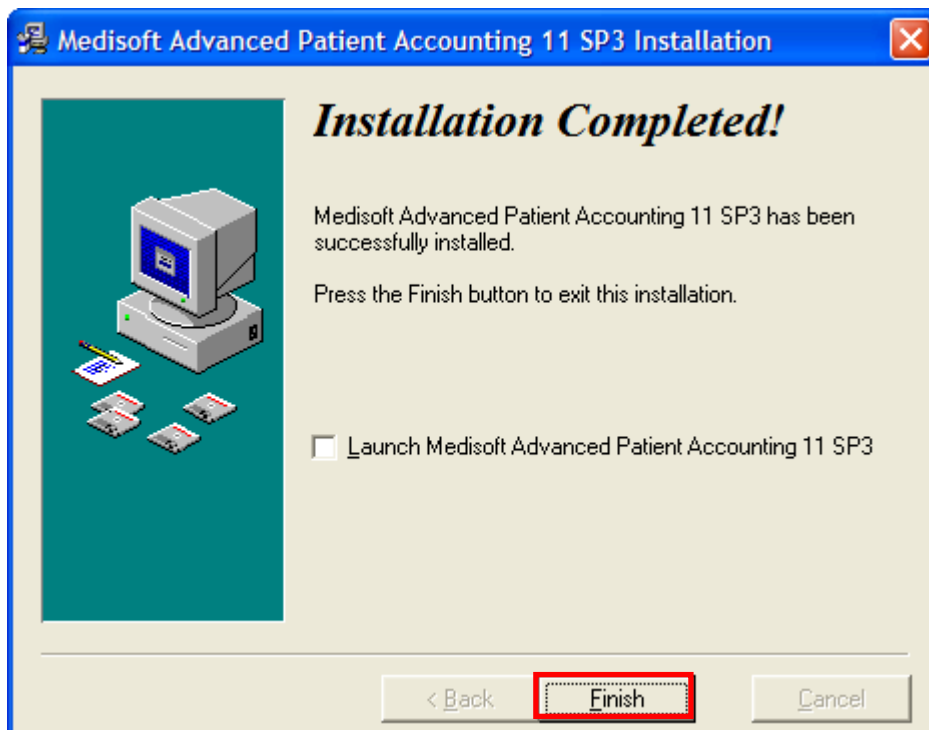 Medisoft Advanced Patient Accounting 11 SP3 Installation
Installation Completed!
Medisoft Advanced Patient Accounting 11 SP3 has been
successfully installed.
Press the Finish button to exit this installation.
Launch Medisoft Advanced Patient Accounting 11 SP3
< Back
Finish
Cancel